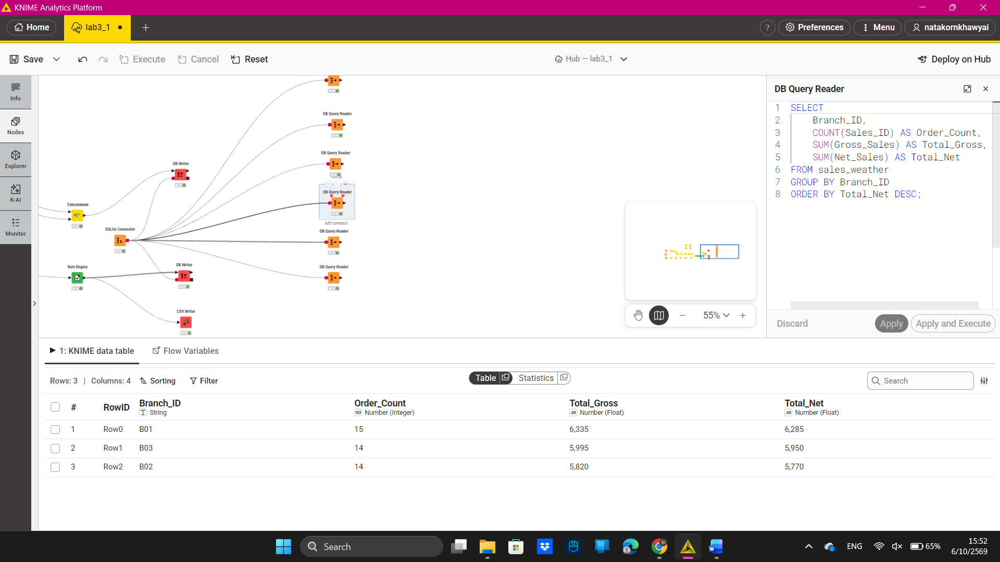 KNIME Analytics Platform
Home
lab3_1
?
Preferences
Menu
natakornkhawyai
Save
Execute
Cancel
Reset
Hub — lab3_1
Deploy on Hub
Info
Nodes
Explorer
K-AI
Monitor
DB Query Reader
DB Query Reader
DB Writer
DB Query Reader
Add comment
Concatenate
SQLite Connector
DB Query Reader
Rule Engine
DB Writer
DB Query Reader
CSV Writer
55%
DB Query Reader
1 SELECT
2 Branch_ID,
3 COUNT(Sales_ID) AS Order_Count,
4 SUM(Gross_Sales) AS Total_Gross,
5 SUM(Net_Sales) AS Total_Net
6 FROM sales_weather
7 GROUP BY Branch_ID
8 ORDER BY Total_Net DESC;
Discard
Apply
Apply and Execute
1: KNIME data table
Flow Variables
Rows: 3 | Columns: 4
Sorting
Filter
Table
Statistics
Search
# RowID Branch_ID Order_Count Total_Gross Total_Net
T String 123 Number (Integer) .00 Number (Float) .00 Number (Float)
1 Row0 B01 15 6,335 6,285
2 Row1 B03 14 5,995 5,950
3 Row2 B02 14 5,820 5,770
Search
ENG
65%
15:52
6/10/2569